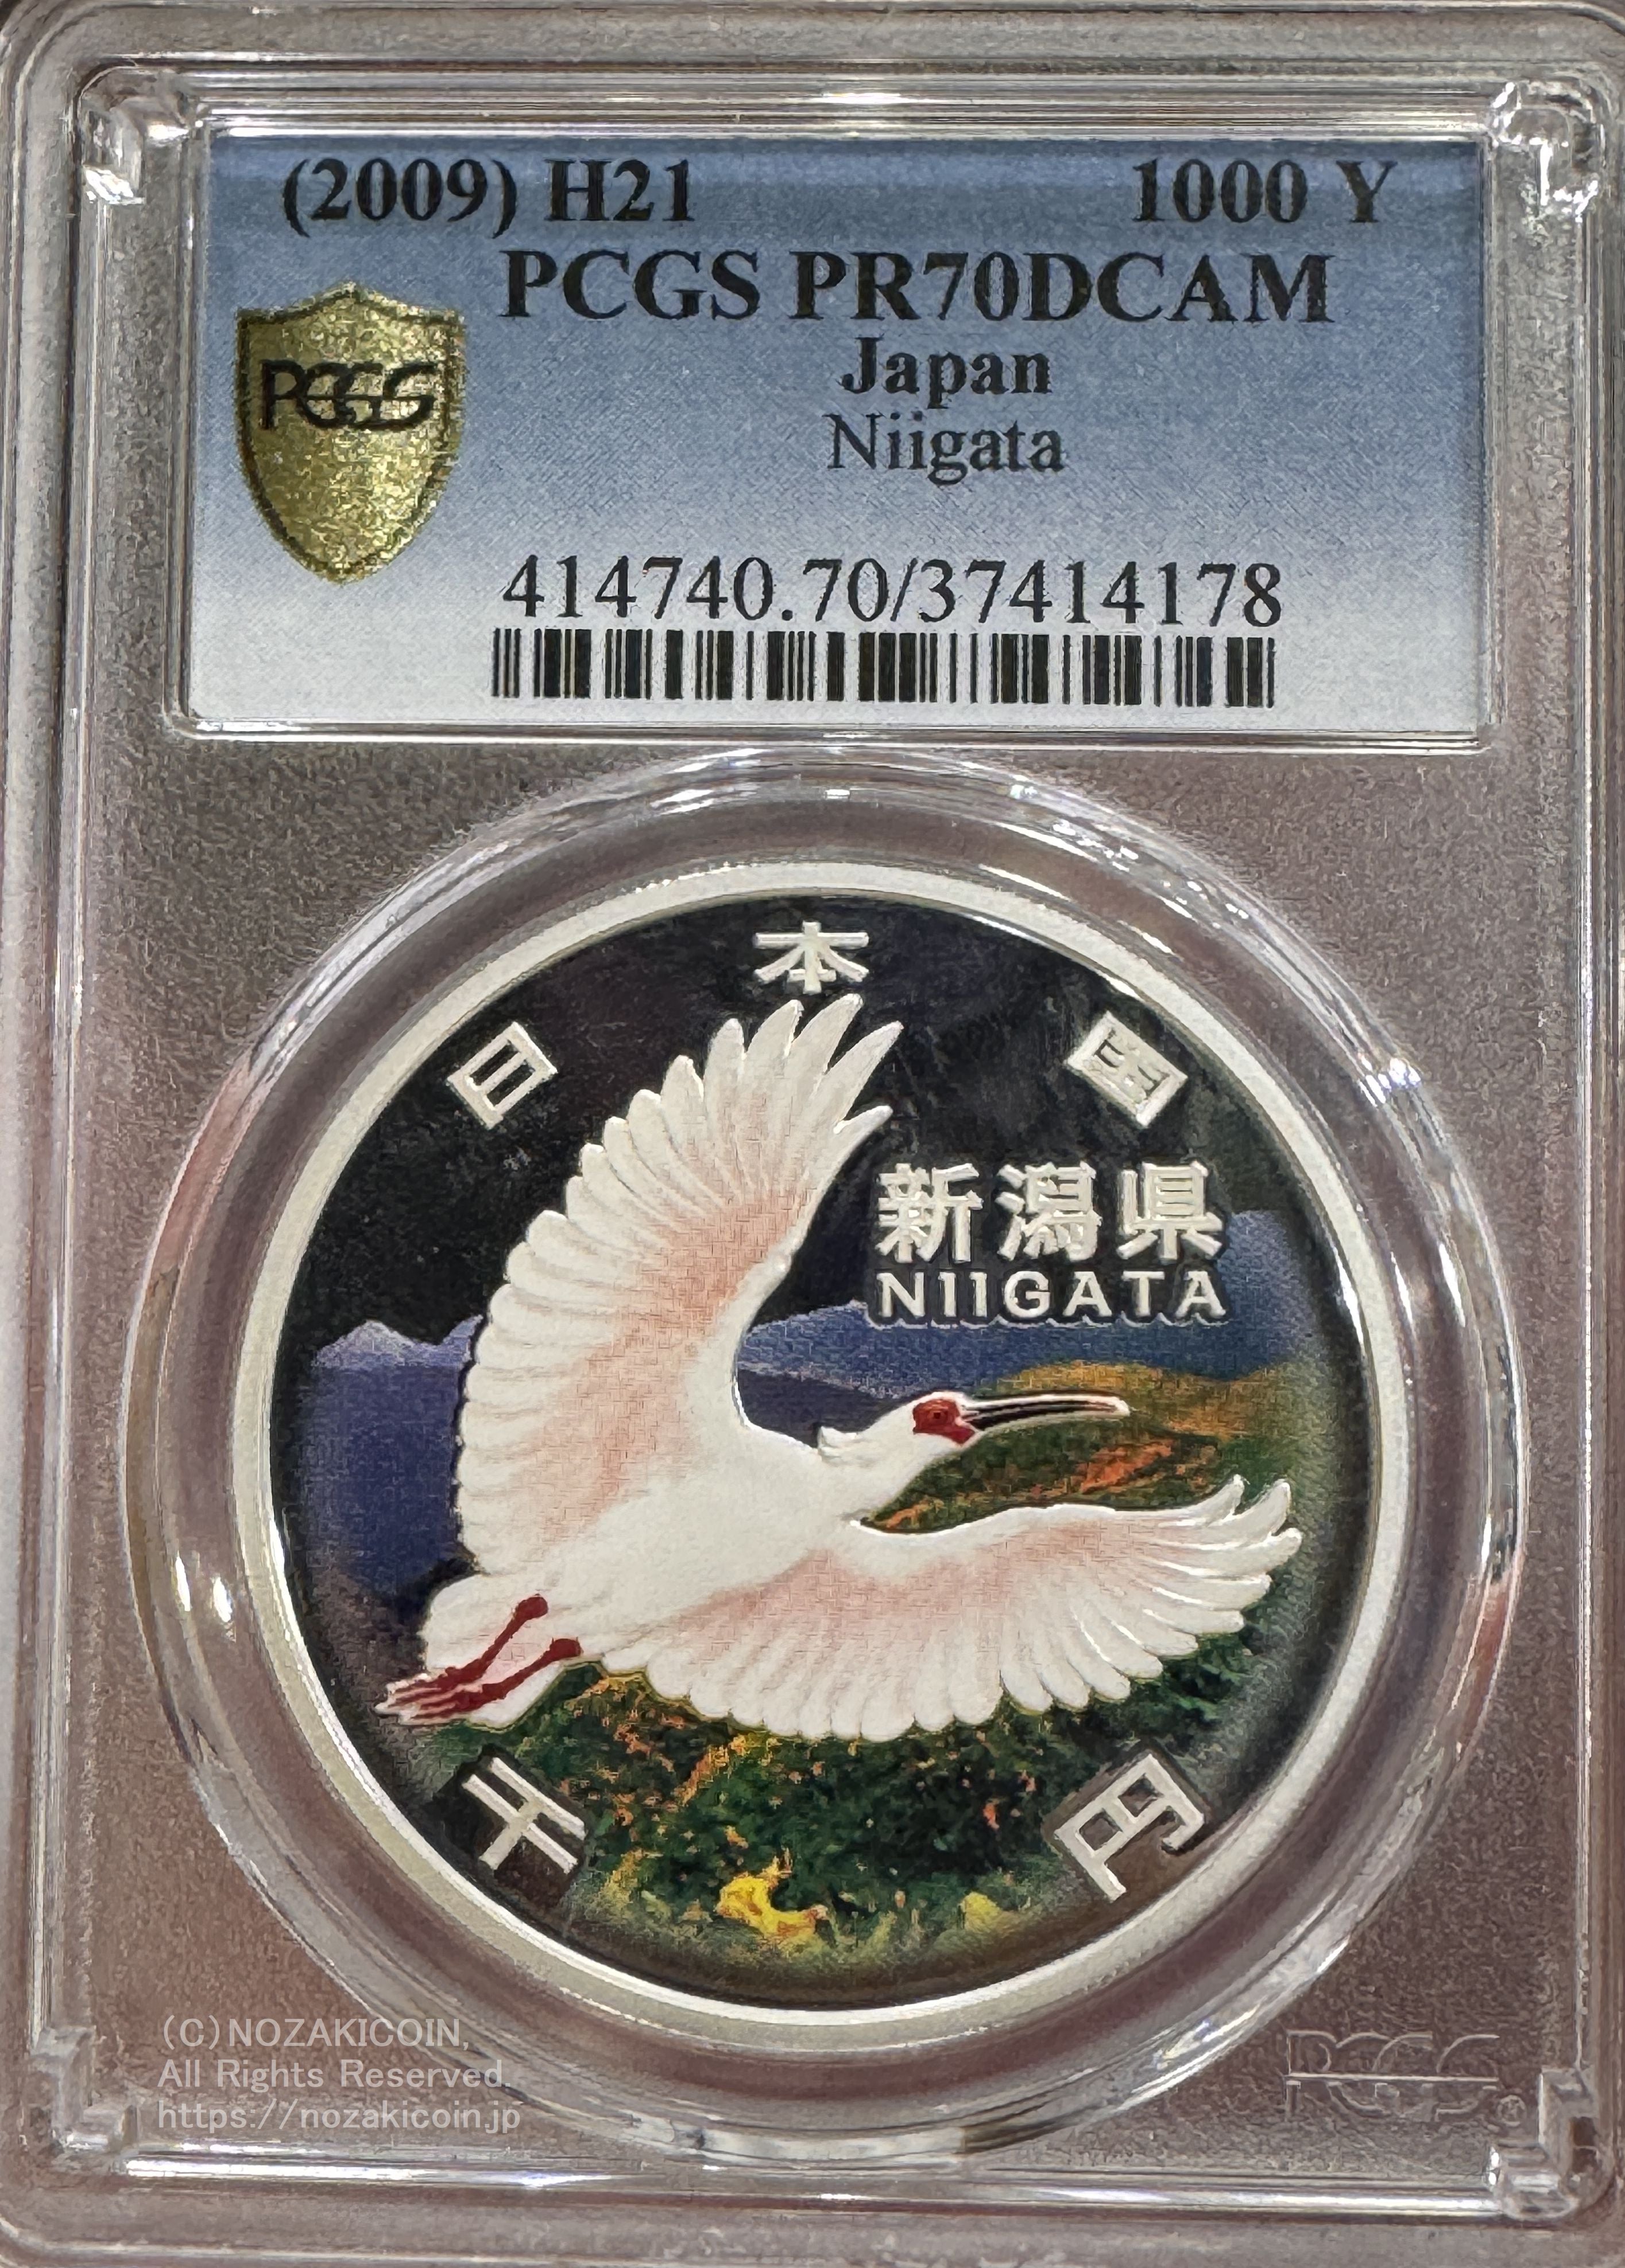 (2009) H21 1000 Y
PCGS PR70DCAM
PCGS
Japan
Niigata
414740.70/37414178
日本国
新潟県
NIIGATA
千円
(C)NOZAKICOIN,
All Rights Reserved.
https://nozakicoin.jp
PCGS